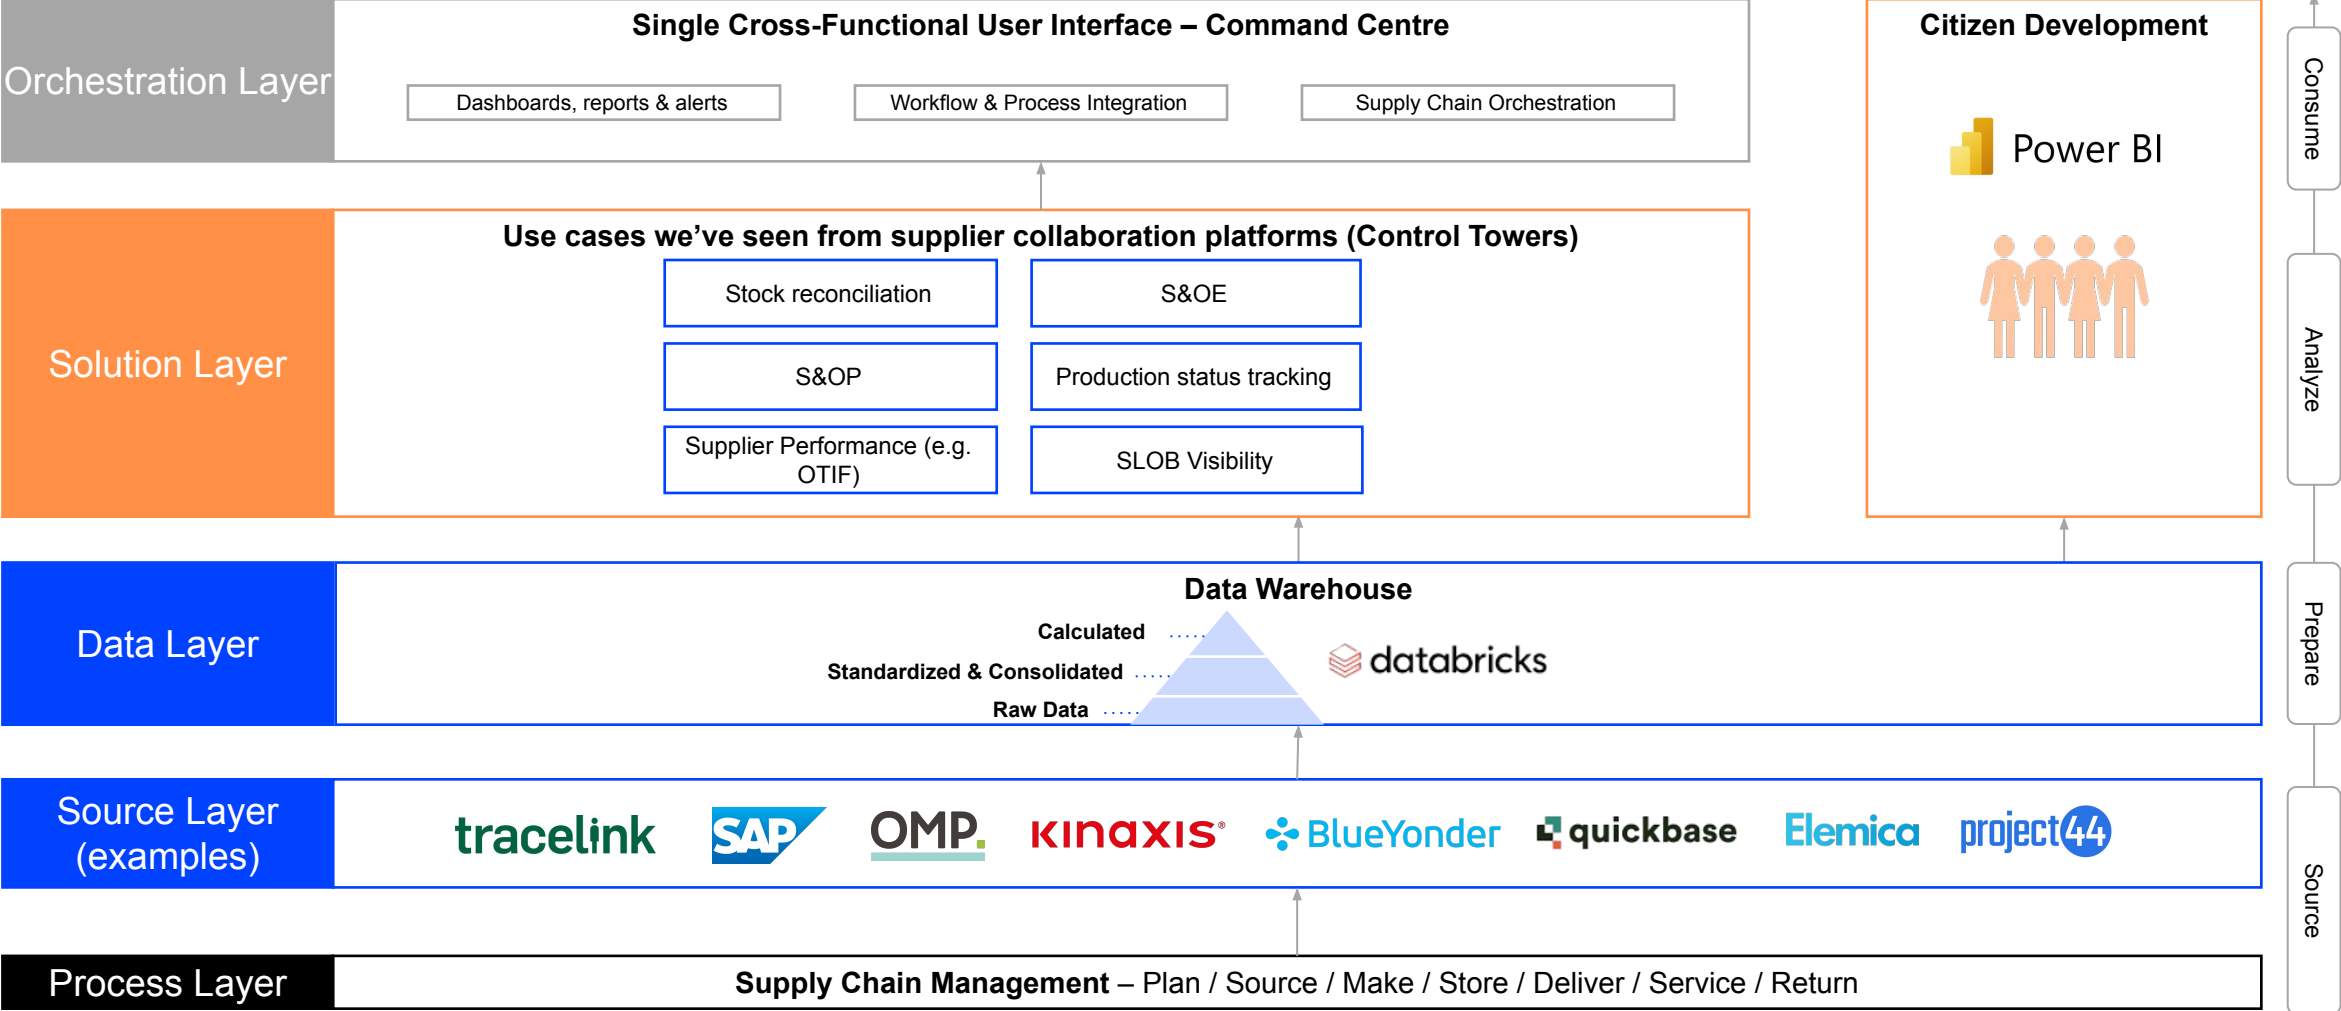 Single Cross-Functional User Interface – Command Centre
Citizen Development
Orchestration Layer
Dashboards, reports & alerts
Workflow & Process Integration
Supply Chain Orchestration
Power BI
Consume
Solution Layer
Use cases we’ve seen from supplier collaboration platforms (Control Towers)
Stock reconciliation
S&OE
S&OP
Production status tracking
Supplier Performance (e.g.
OTIF)
SLOB Visibility
Analyze
Data Layer
Data Warehouse
Calculated
Standardized & Consolidated
Raw Data
databricks
Prepare
Source Layer
(examples)
tracelink
SAP
OMP.
KINAXIS®
BlueYonder
quickbase
Elemica
project44
Source
Process Layer
Supply Chain Management – Plan / Source / Make / Store / Deliver / Service / Return